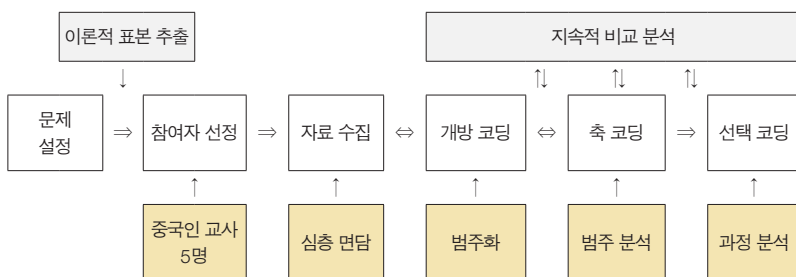 이론적 표본 추출
지속적 비교 분석
↓
⇅
⇅
⇅
문제
설정
⇒
참여자 선정
⇒
자료 수집
⇔
개방 코딩
⇔
축 코딩
⇒
선택 코딩
↑
↑
↑
↑
↑
중국인 교사
5명
심층 면담
범주화
범주 분석
과정 분석